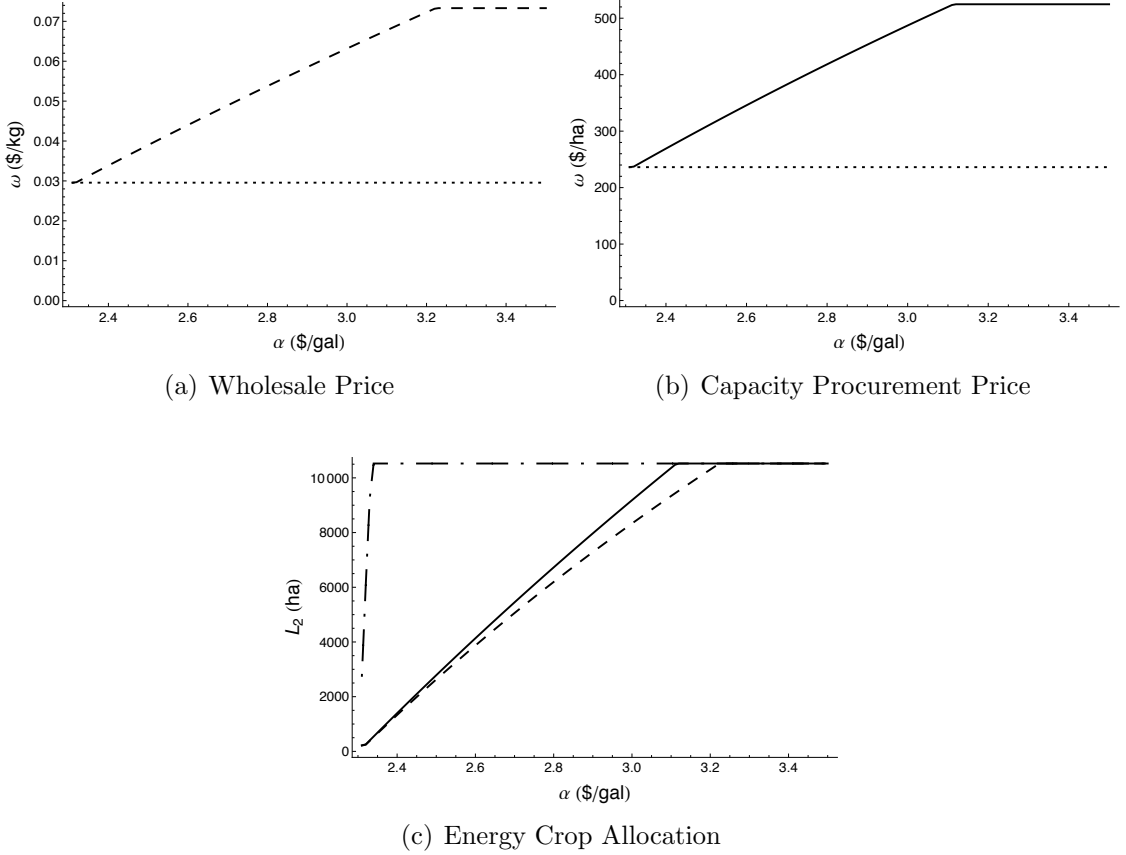 0.07
0.06
0.05
0.04
0.03
0.02
0.01
0.00
ω ($/kg)
2.4 2.6 2.8 3.0 3.2 3.4
α ($/gal)
(a) Wholesale Price
500
400
300
200
100
0
ω ($/ha)
2.4 2.6 2.8 3.0 3.2 3.4
α ($/gal)
(b) Capacity Procurement Price
10 000
8000
6000
4000
2000
0
L2 (ha)
2.4 2.6 2.8 3.0 3.2 3.4
α ($/gal)
(c) Energy Crop Allocation